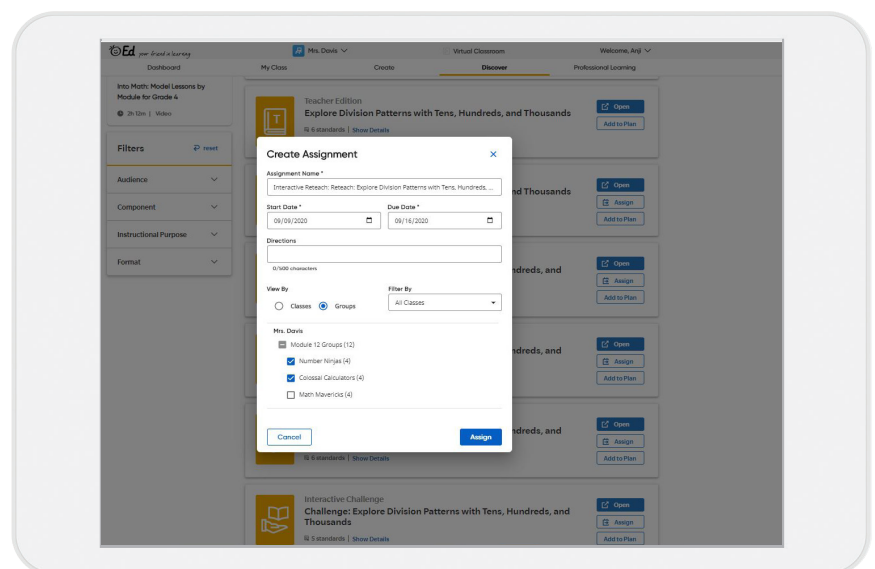 Ed your friend in learning
Mrs. Davis
Virtual Classroom
Welcome, Anji
Dashboard
My Class
Create
Discover
Professional Learning
Into Math: Model Lessons by
Module for Grade 4
2h 12m | Video
Filters
reset
Audience
Component
Instructional Purpose
Format
Teacher Edition
Explore Division Patterns with Tens, Hundreds, and Thousands
6 standards | Show Details
Open
Add to Plan
Create Assignment
Assignment Name *
Interactive Reteach: Reteach: Explore Division Patterns with Tens, Hundreds, ...
Start Date *
Due Date *
09/09/2020
09/16/2020
Directions
0/500 characters
View By
Filter By
Classes
Groups
All Classes
Mrs. Davis
Module 12 Groups (12)
Number Ninjas (4)
Colossal Calculators (4)
Math Mavericks (4)
Cancel
Assign
nd Thousands
Open
Assign
Add to Plan
ndreds, and
Open
Assign
Add to Plan
ndreds, and
Open
Assign
Add to Plan
ndreds, and
Open
Assign
Add to Plan
6 standards | Show Details
Interactive Challenge
Challenge: Explore Division Patterns with Tens, Hundreds, and
Thousands
5 standards | Show Details
Open
Assign
Add to Plan